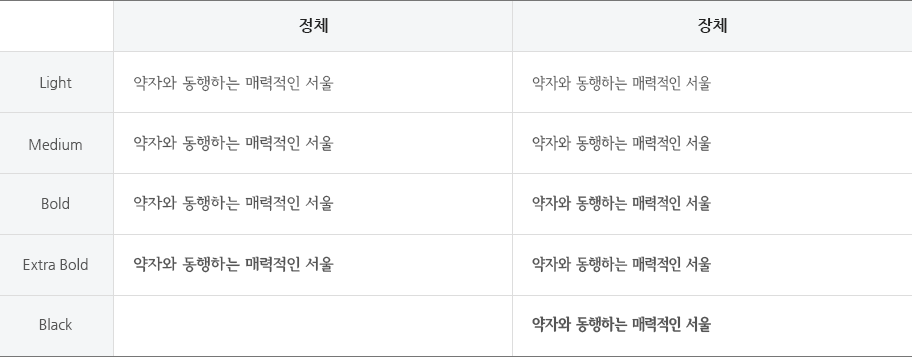 정체 장체
Light 약자와 동행하는 매력적인 서울 약자와 동행하는 매력적인 서울
Medium 약자와 동행하는 매력적인 서울 약자와 동행하는 매력적인 서울
Bold 약자와 동행하는 매력적인 서울 약자와 동행하는 매력적인 서울
Extra Bold 약자와 동행하는 매력적인 서울 약자와 동행하는 매력적인 서울
Black 약자와 동행하는 매력적인 서울